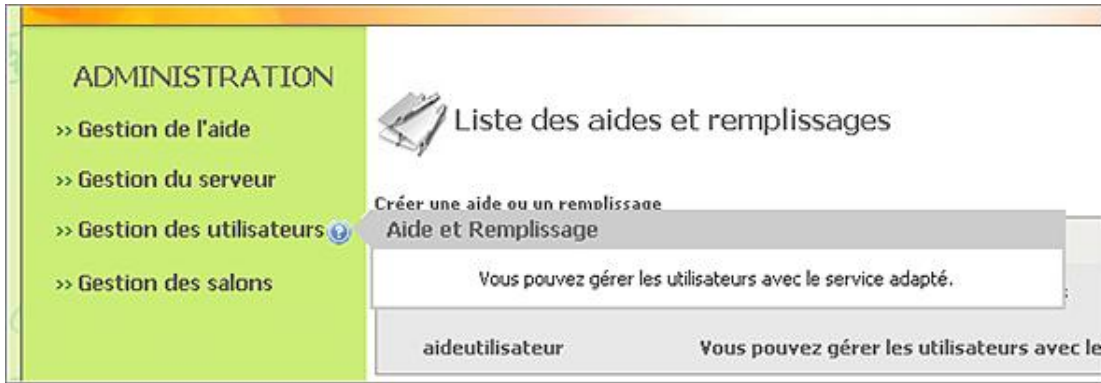 ADMINISTRATION
>> Gestion de l'aide
>> Gestion du serveur
>> Gestion des utilisateurs
>> Gestion des salons
Liste des aides et remplissages
Créer une aide ou un remplissage
Aide et Remplissage
Vous pouvez gérer les utilisateurs avec le service adapté.
aideutilisateur Vous pouvez gérer les utilisateurs avec le